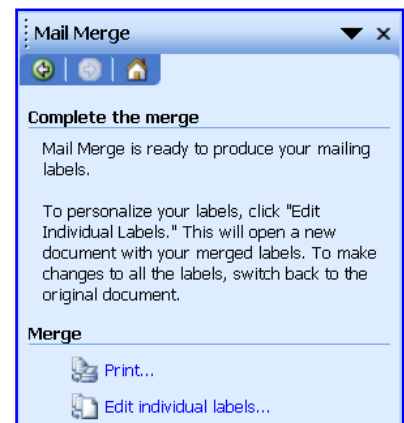 Mail Merge
Complete the merge
Mail Merge is ready to produce your mailing
labels.
To personalize your labels, click "Edit
Individual Labels." This will open a new
document with your merged labels. To make
changes to all the labels, switch back to the
original document.
Merge
Print...
Edit individual labels...